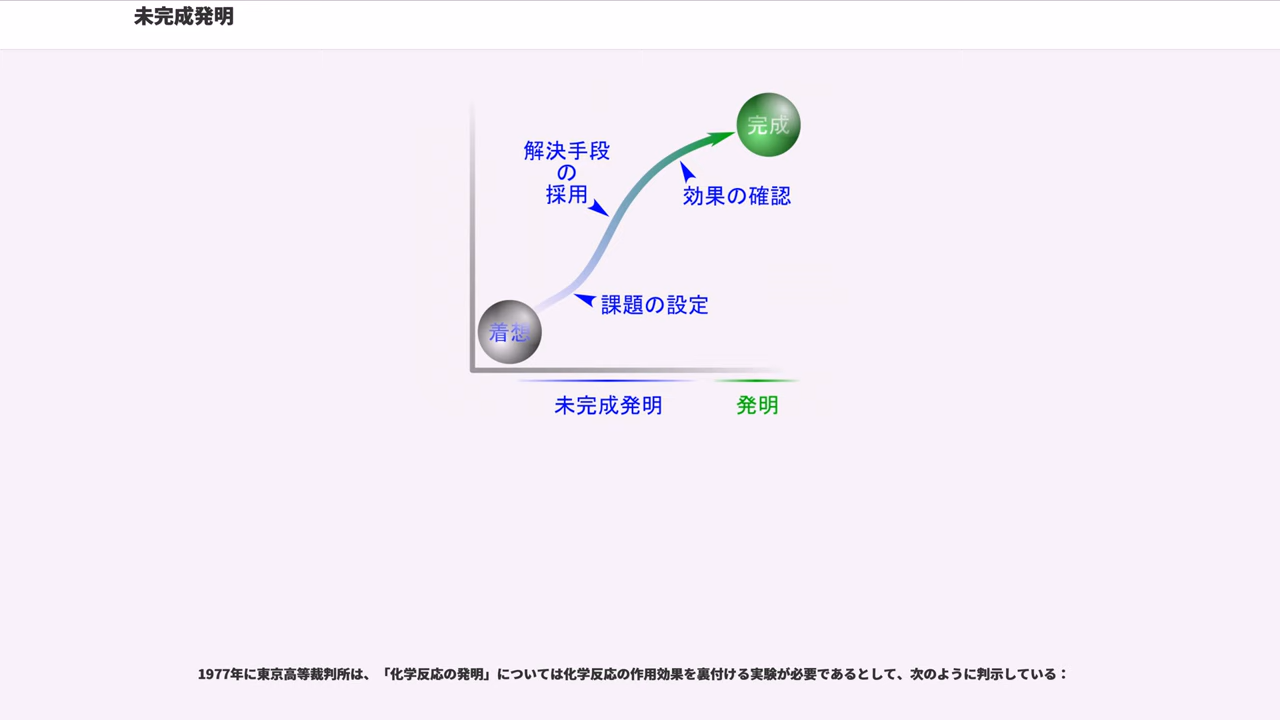 未完成発明
完成
解決手段
の
採用
効果の確認
課題の設定
着想
未完成発明
発明
1977年に東京高等裁判所は、「化学反応の発明」については化学反応の作用効果を裏付ける実験が必要であるとして、次のように判示している：